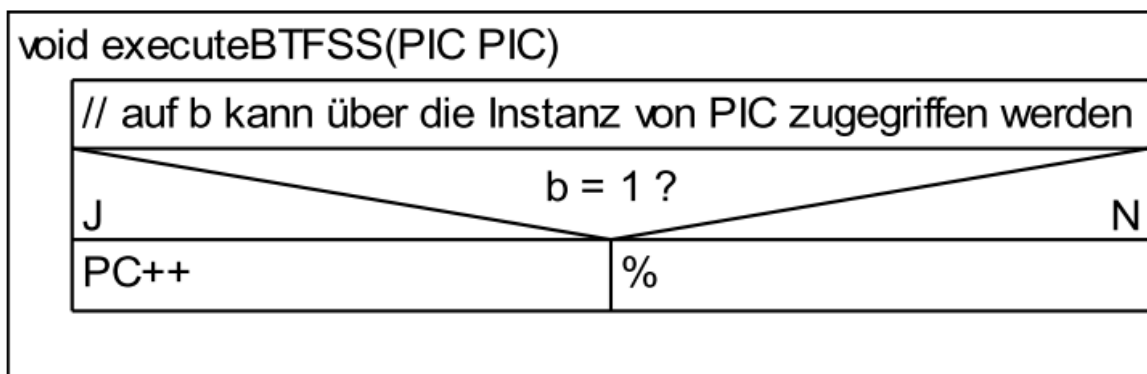 void executeBTFSS(PIC PIC)
// auf b kann über die Instanz von PIC zugegriffen werden
b = 1 ?
J
N
PC++
%